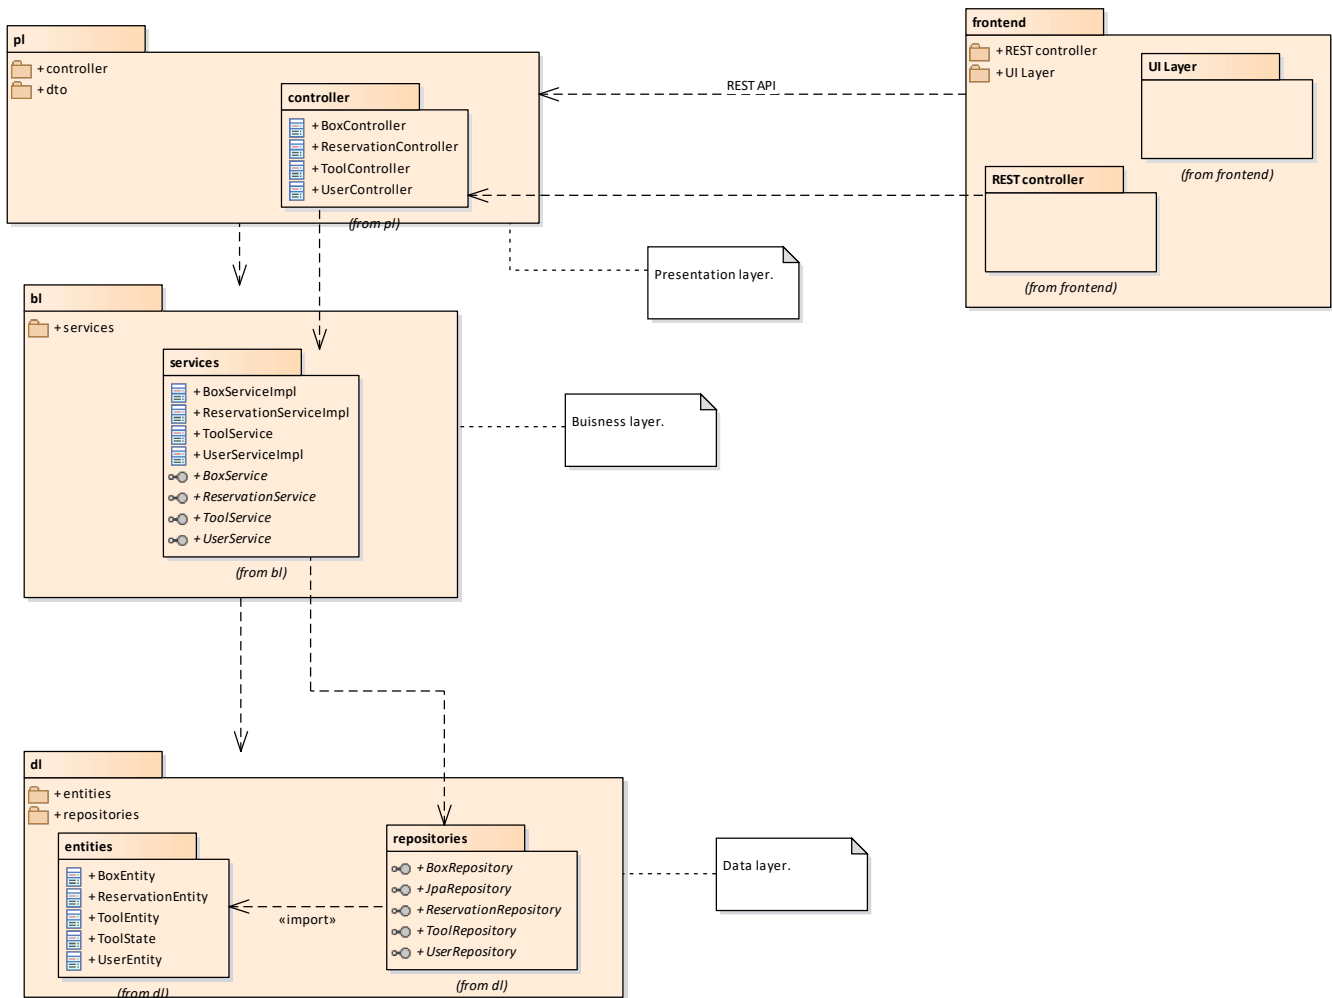 pl
+ controller
+ dto
controller
+ BoxController
+ ReservationController
+ ToolController
+ UserController
(from pl)
REST API
frontend
+ REST controller
+ UI Layer
UI Layer
(from frontend)
REST controller
(from frontend)
Presentation layer.
bl
+ services
services
+ BoxServiceImpl
+ ReservationServiceImpl
+ ToolService
+ UserServiceImpl
+ BoxService
+ ReservationService
+ ToolService
+ UserService
(from bl)
Buisness layer.
dl
+ entities
+ repositories
entities
+ BoxEntity
+ ReservationEntity
+ ToolEntity
+ ToolState
+ UserEntity
(from dl)
«import»
repositories
+ BoxRepository
+ JpaRepository
+ ReservationRepository
+ ToolRepository
+ UserRepository
(from dl)
Data layer.